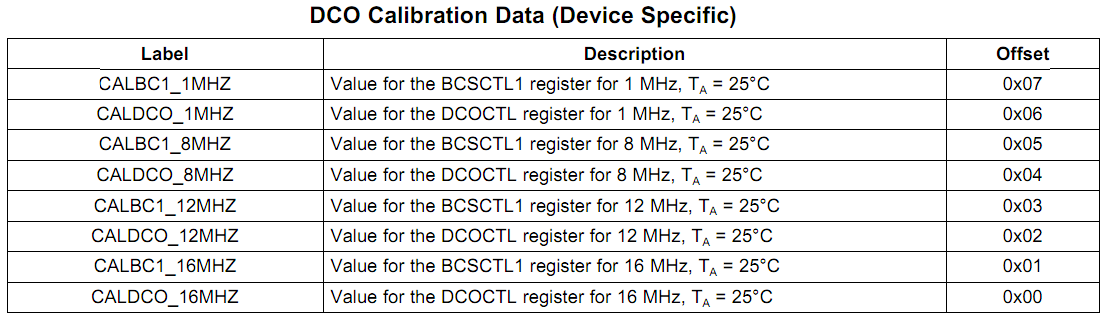 DCO Calibration Data (Device Specific)
Label Description Offset
CALBC1_1MHZ Value for the BCSCTL1 register for 1 MHz, TA = 25°C 0x07
CALDCO_1MHZ Value for the DCOCTL register for 1 MHz, TA = 25°C 0x06
CALBC1_8MHZ Value for the BCSCTL1 register for 8 MHz, TA = 25°C 0x05
CALDCO_8MHZ Value for the DCOCTL register for 8 MHz, TA = 25°C 0x04
CALBC1_12MHZ Value for the BCSCTL1 register for 12 MHz, TA = 25°C 0x03
CALDCO_12MHZ Value for the DCOCTL register for 12 MHz, TA = 25°C 0x02
CALBC1_16MHZ Value for the BCSCTL1 register for 16 MHz, TA = 25°C 0x01
CALDCO_16MHZ Value for the DCOCTL register for 16 MHz, TA = 25°C 0x00